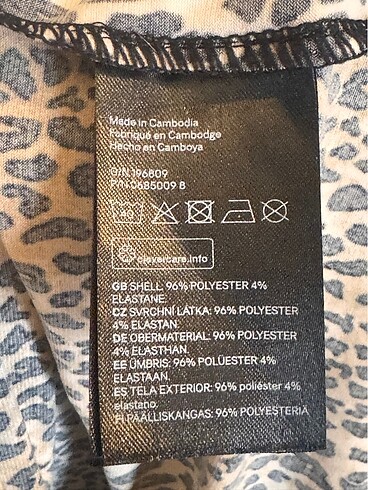 Made in Cambodia
Fabriqué en Cambodge
Hecho en Camboya
O/N 196809
P/N 0685009 8
40
clevercare.info
GB SHELL: 96% POLYESTER 4%
ELASTANE.
CZ SVRCHNÍ LÁTKA: 96% POLYESTER
4% ELASTAN.
DE OBERMATERIAL: 96% POLYESTER
4% ELASTHAN.
EE ÜMBRIS: 96% POLÜESTER 4%
ELASTAAN.
ES TELA EXTERIOR: 96% poliéster 4%
elastano.
FI PÄÄLLISKANGAS: 96% POLYESTERIÄ